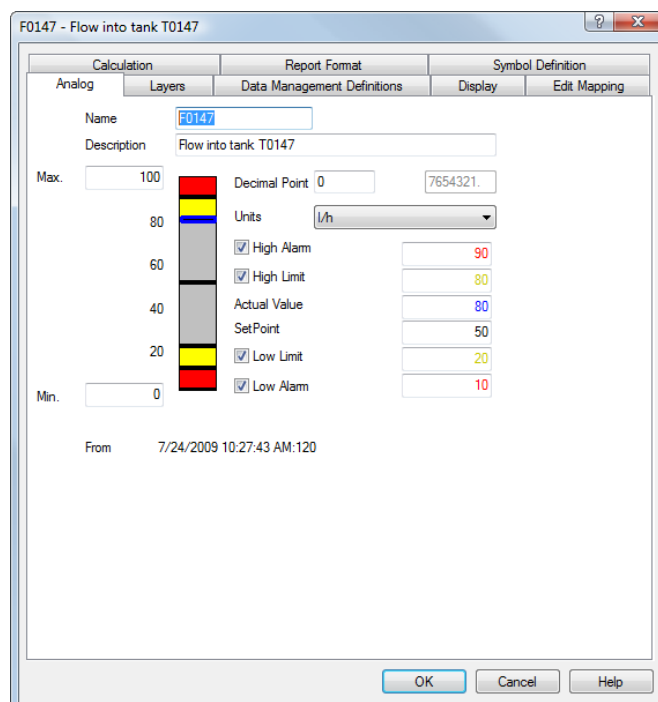 F0147 - Flow into tank T0147
Calculation Report Format Symbol Definition
Analog Layers Data Management Definitions Display Edit Mapping
Name F0147
Description Flow into tank T0147
Max. 100 Decimal Point 0 7654321.
80 Units l/h
High Alarm 90
60 High Limit 80
40 Actual Value 80
SetPoint 50
20 Low Limit 20
Min. 0 Low Alarm 10
From 7/24/2009 10:27:43 AM:120
OK Cancel Help